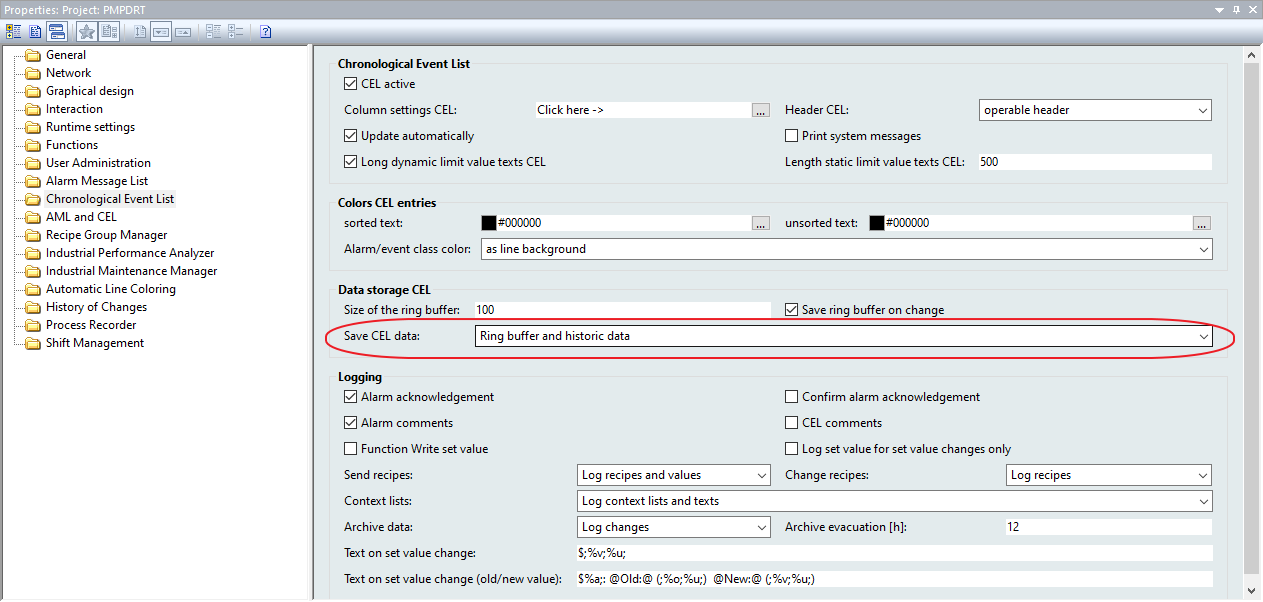 Properties: Project: PMPDRT
General
Network
Graphical design
Interaction
Runtime settings
Functions
User Administration
Alarm Message List
Chronological Event List
AML and CEL
Recipe Group Manager
Industrial Performance Analyzer
Industrial Maintenance Manager
Automatic Line Coloring
History of Changes
Process Recorder
Shift Management
Chronological Event List
CEL active
Column settings CEL: Click here -> ... Header CEL: operable header
Update automatically Print system messages
Long dynamic limit value texts CEL Length static limit value texts CEL: 500
Colors CEL entries
sorted text: #000000 ... unsorted text: #000000 ...
Alarm/event class color: as line background
Data storage CEL
Size of the ring buffer: 100 Save ring buffer on change
Save CEL data: Ring buffer and historic data
Logging
Alarm acknowledgement Confirm alarm acknowledgement
Alarm comments CEL comments
Function Write set value Log set value for set value changes only
Send recipes: Log recipes and values Change recipes: Log recipes
Context lists: Log context lists and texts
Archive data: Log changes Archive evacuation [h]: 12
Text on set value change: $;%v;%u;
Text on set value change (old/new value): $%a;: @Old:@ (;%o;%u;) @New:@ (;%v;%u;)